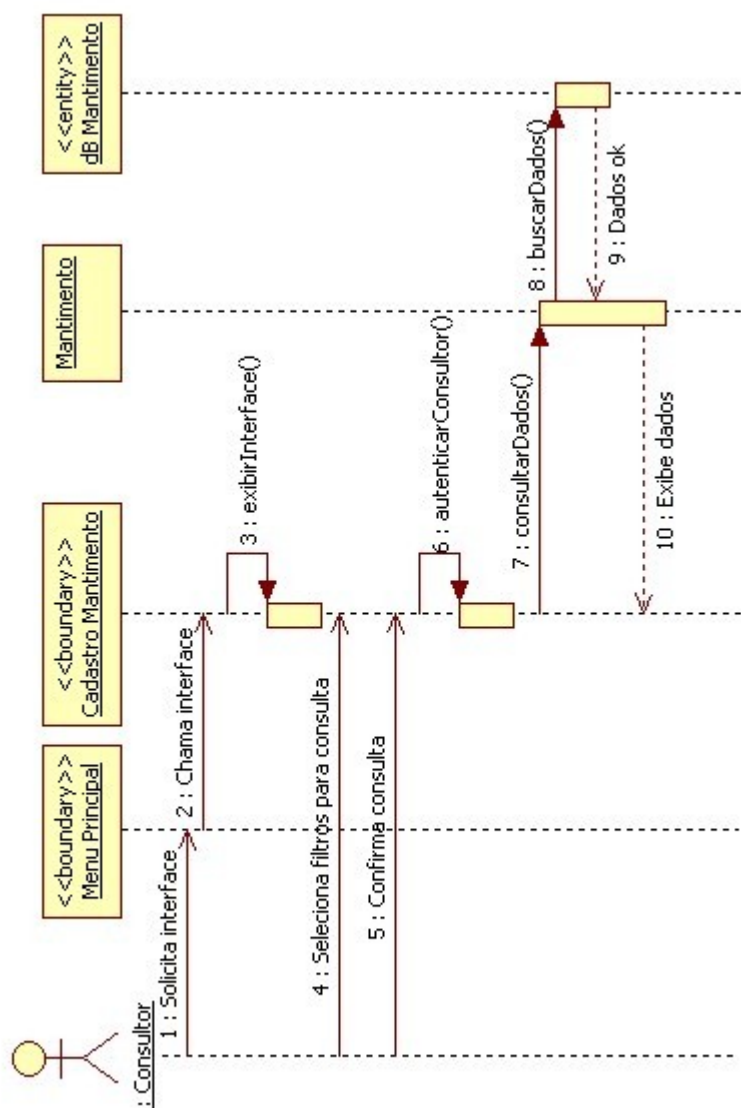 : Consultor
<<boundary>>
Menu Principal
<<boundary>>
Cadastro Mantimento
Mantimento
<<entity>>
dB Mantimento
1 : Solicita interface
2 : Chama interface
3 : exibirInterface()
4 : Seleciona filtros para consulta
5 : Confirma consulta
6 : autenticarConsultor()
7 : consultarDados()
8 : buscarDados()
9 : Dados ok
10 : Exibe dados